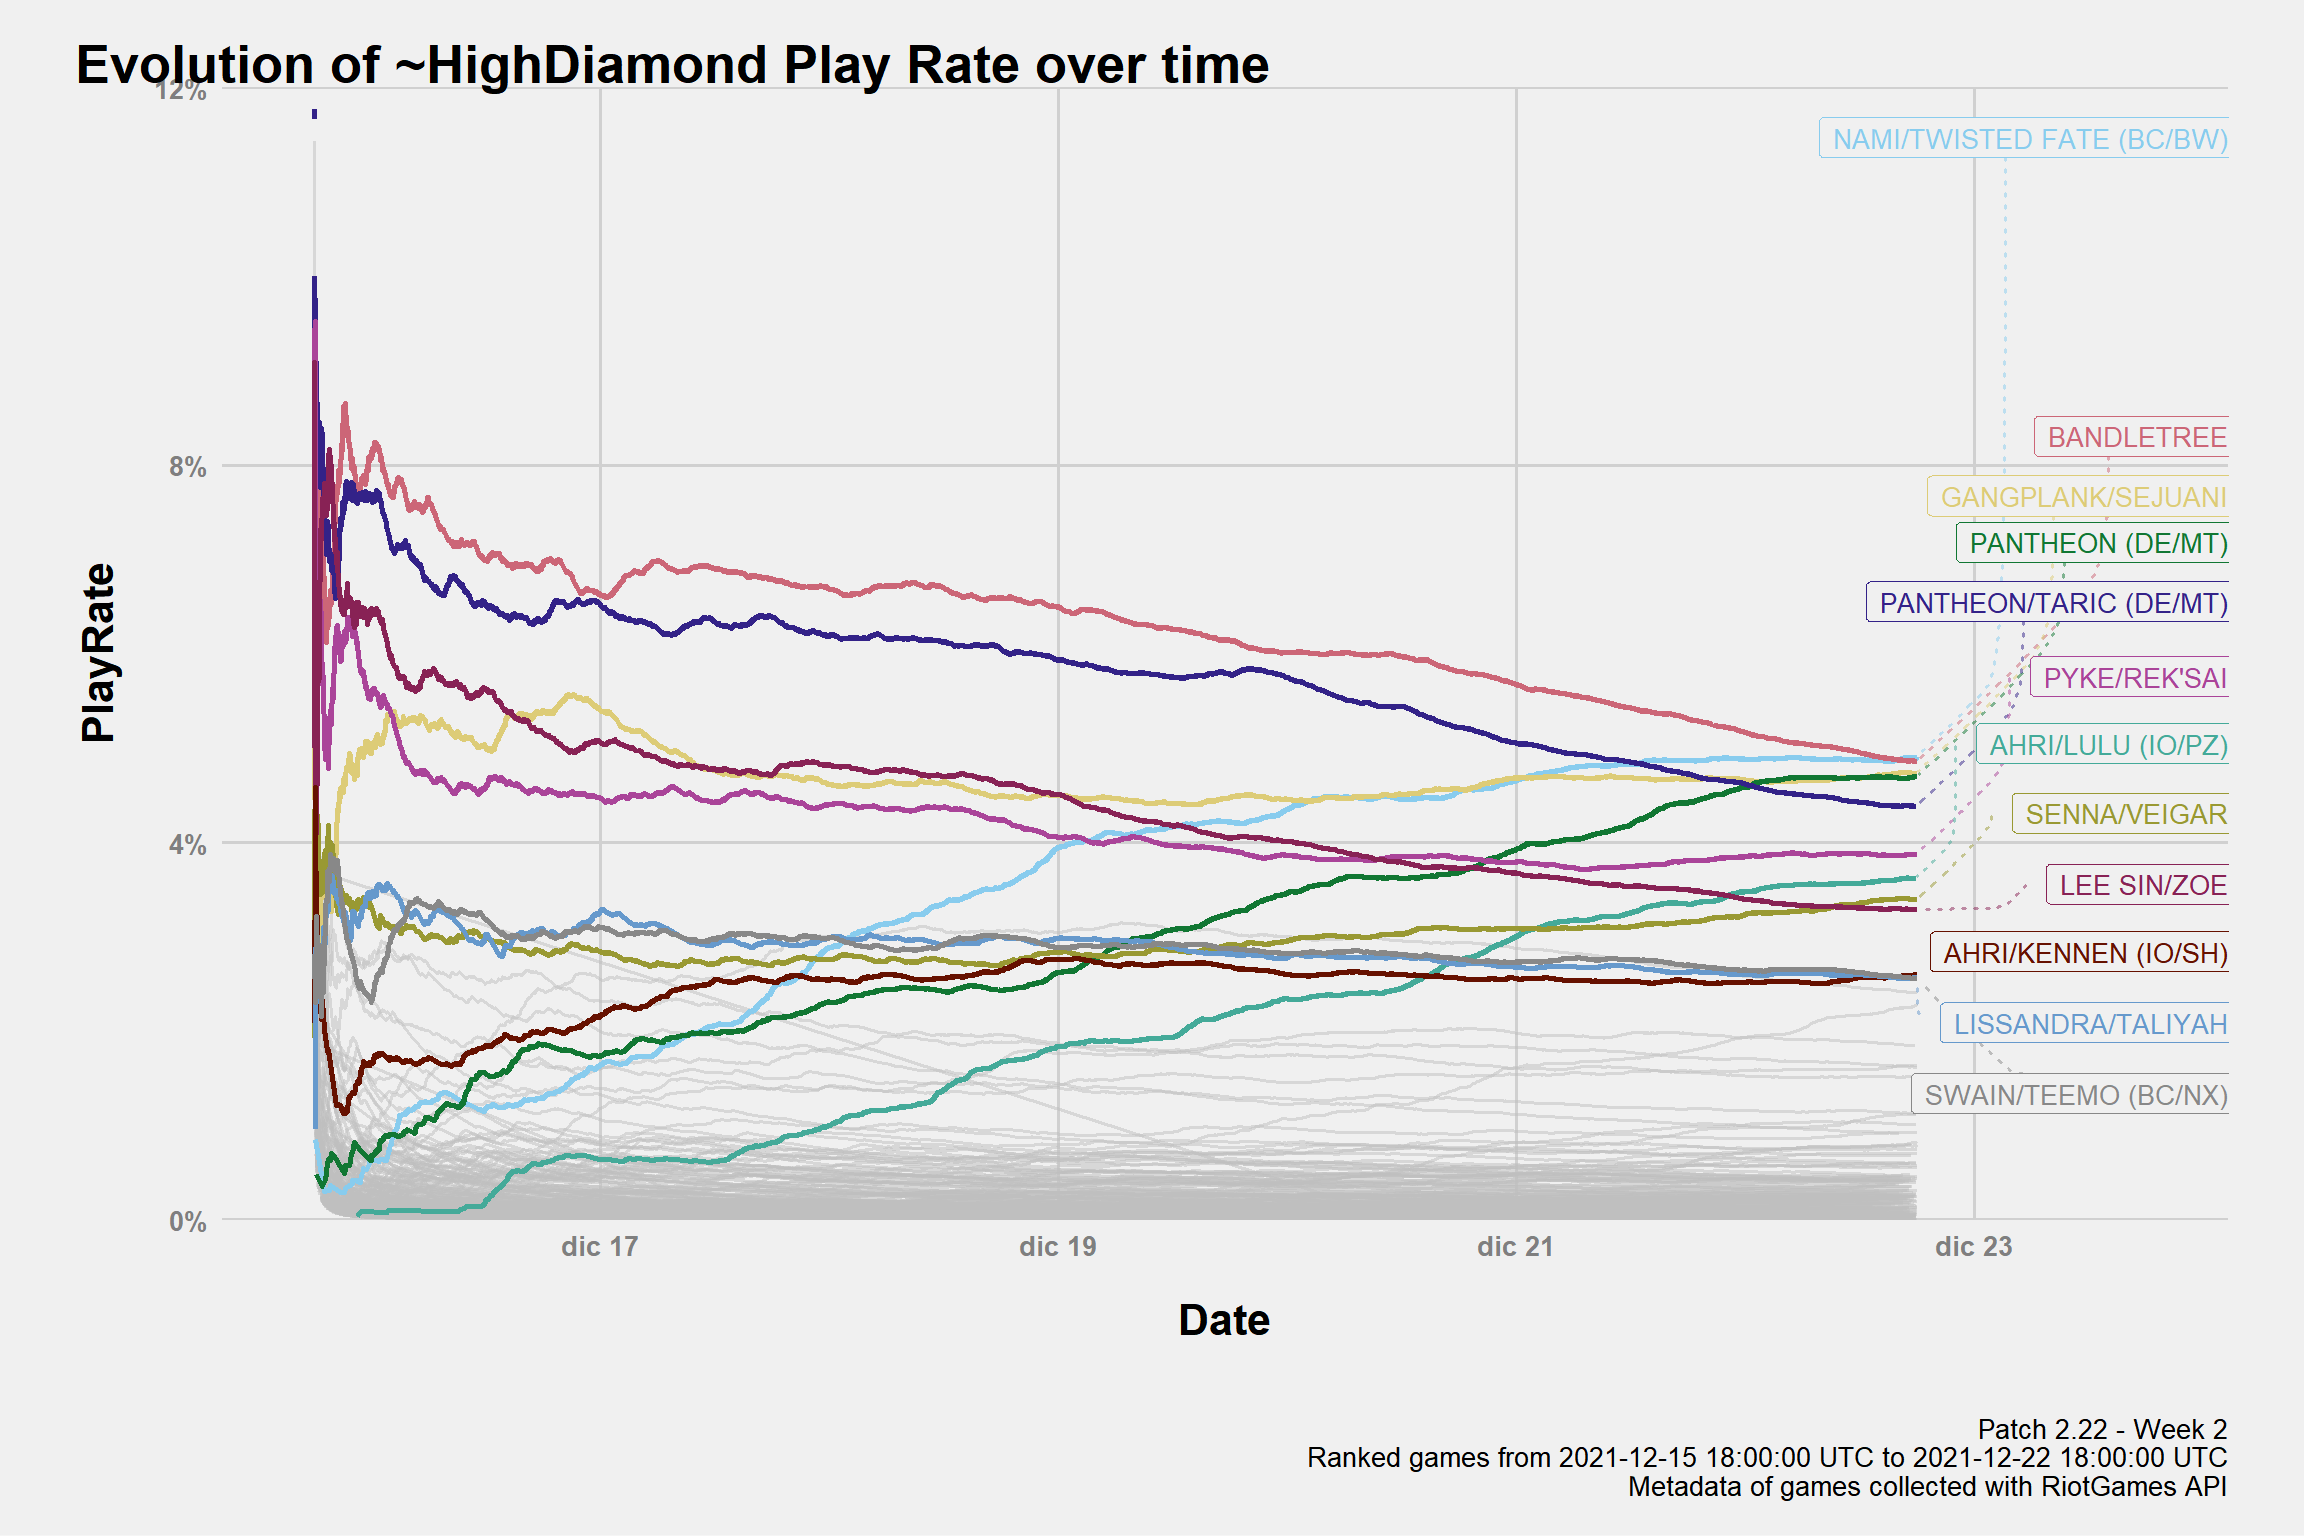 Evolution of ~HighDiamond Play Rate over time
12%
8%
4%
0%
PlayRate
dic 17
dic 19
dic 21
dic 23
Date
NAMI/TWISTED FATE (BC/BW)
BANDLETREE
GANGPLANK/SEJUANI
PANTHEON (DE/MT)
PANTHEON/TARIC (DE/MT)
PYKE/REK'SAI
AHRI/LULU (IO/PZ)
SENNA/VEIGAR
LEE SIN/ZOE
AHRI/KENNEN (IO/SH)
LISSANDRA/TALIYAH
SWAIN/TEEMO (BC/NX)
Patch 2.22 - Week 2
Ranked games from 2021-12-15 18:00:00 UTC to 2021-12-22 18:00:00 UTC
Metadata of games collected with RiotGames API